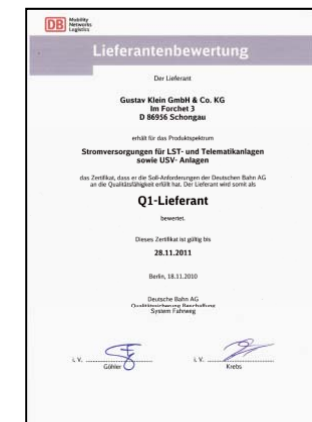 DB Mobility
Networks
Logistics
Lieferantenbewertung
Der Lieferant
Gustav Klein GmbH & Co. KG
Im Forchet 3
D 86956 Schongau
erhält für das Produktspektrum
Stromversorgungen für LST- und Telematikanlagen
sowie USV- Anlagen
das Zertifikat, dass er die Soll-Anforderungen der Deutschen Bahn AG
an die Qualitätsfähigkeit erfüllt hat. Der Lieferant wird somit als
Q1-Lieferant
bewertet.
Dieses Zertifikat ist gültig bis
28.11.2011
Berlin, 18.11.2010
Deutsche Bahn AG
Qualitätssicherung Beschaffung
System Fahrweg
i. V. i. V.
Göhler Krebs